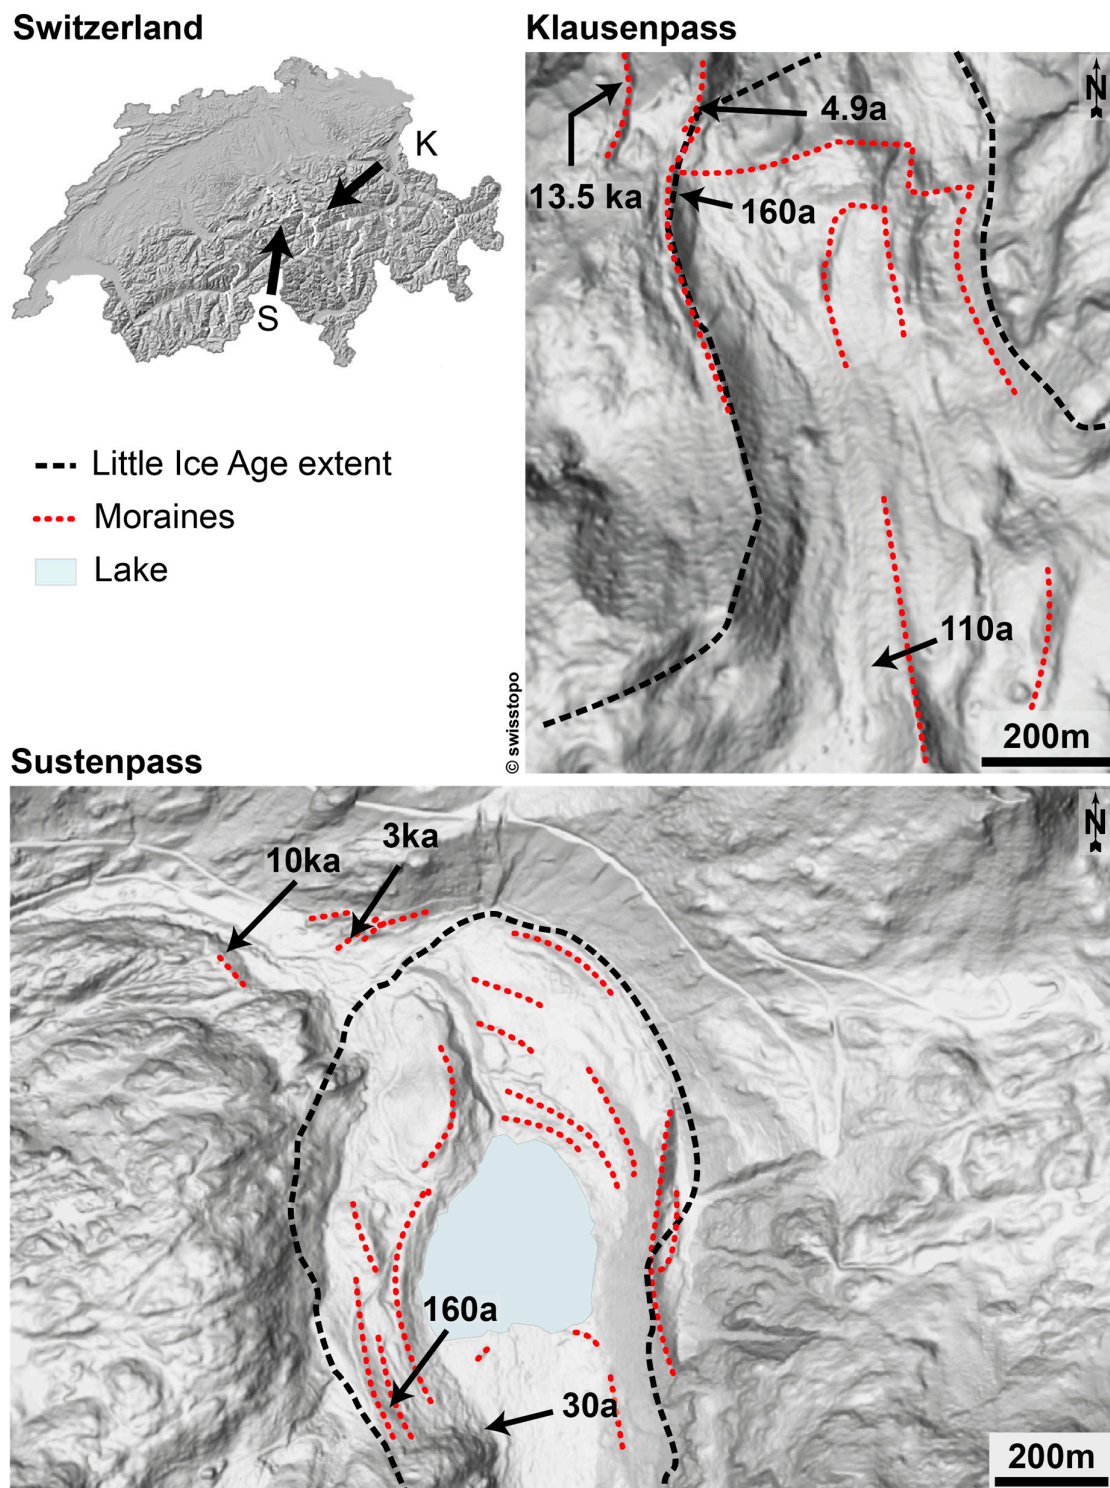 Switzerland
K
S
Little Ice Age extent
Moraines
Lake
Klausenpass
N
4.9a
13.5 ka
160a
110a
200m
© swisstopo
Sustenpass
N
3ka
10ka
160a
30a
200m